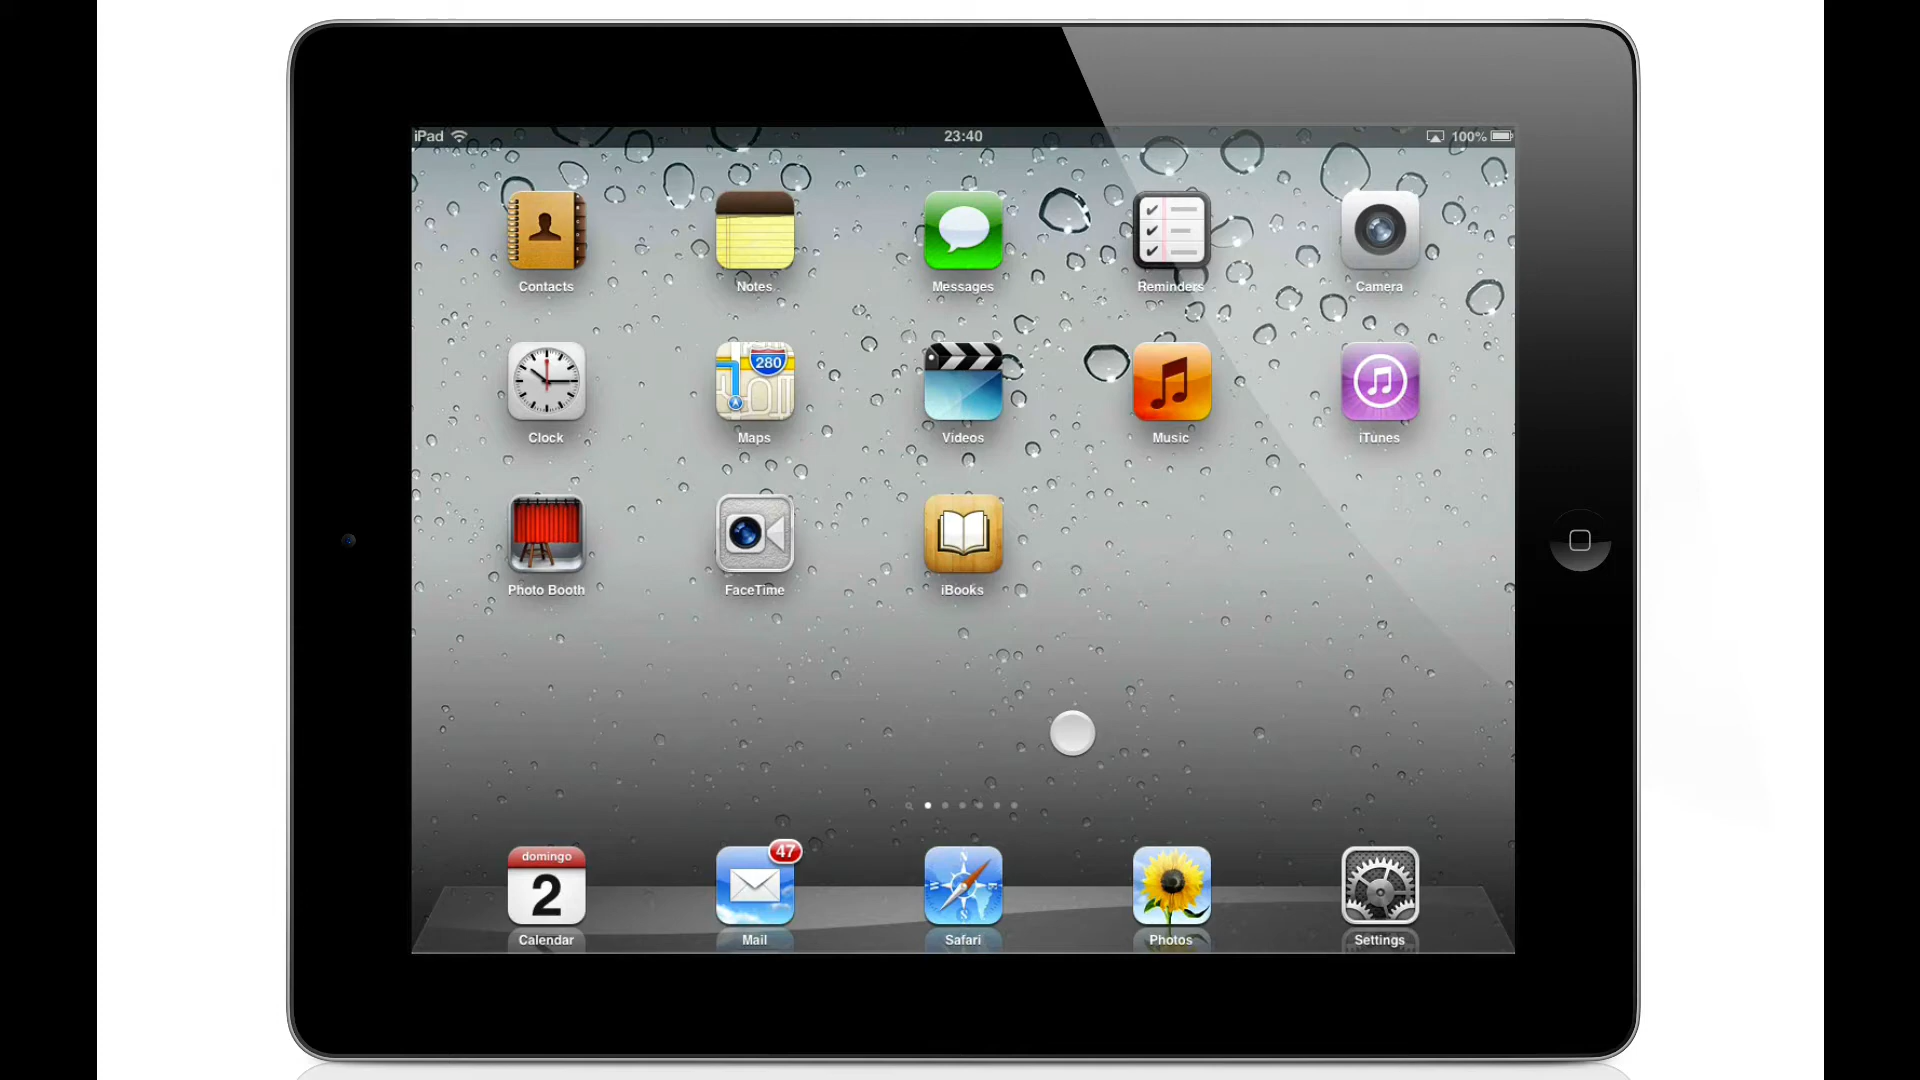 iPad 23:40 100%
Contacts Notes Messages Reminders Camera
280
Clock Maps Videos Music iTunes
Photo Booth FaceTime iBooks
domingo 47
2 N
S
Calendar Mail Safari Photos Settings